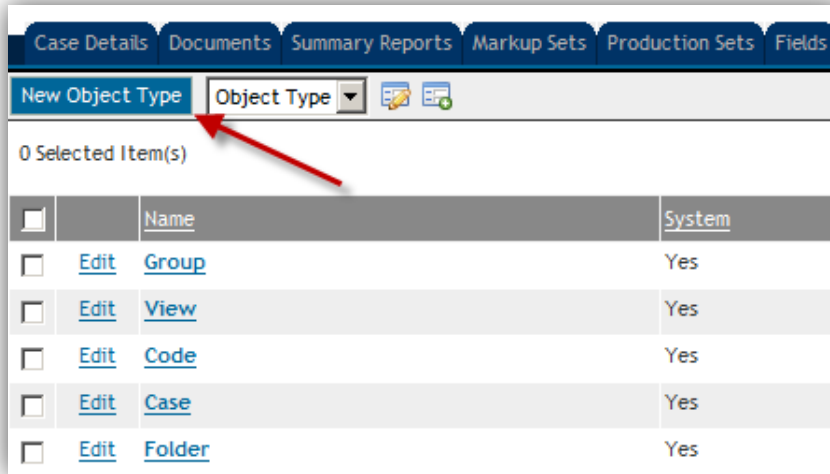 Case Details Documents Summary Reports Markup Sets Production Sets Fields
New Object Type Object Type
0 Selected Item(s)
Name System
Edit Group Yes
Edit View Yes
Edit Code Yes
Edit Case Yes
Edit Folder Yes